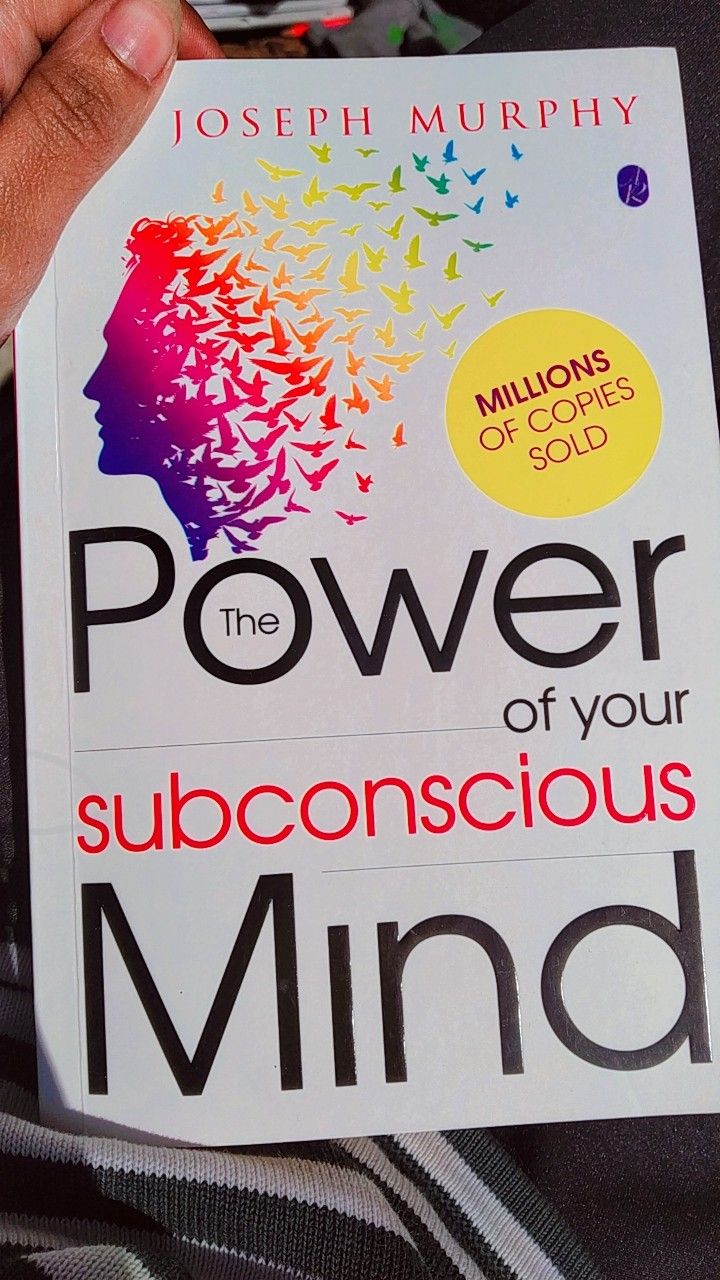 JOSEPH MURPHY
MILLIONS
OF COPIES
SOLD
The
Power
of your
subconscious
Mind